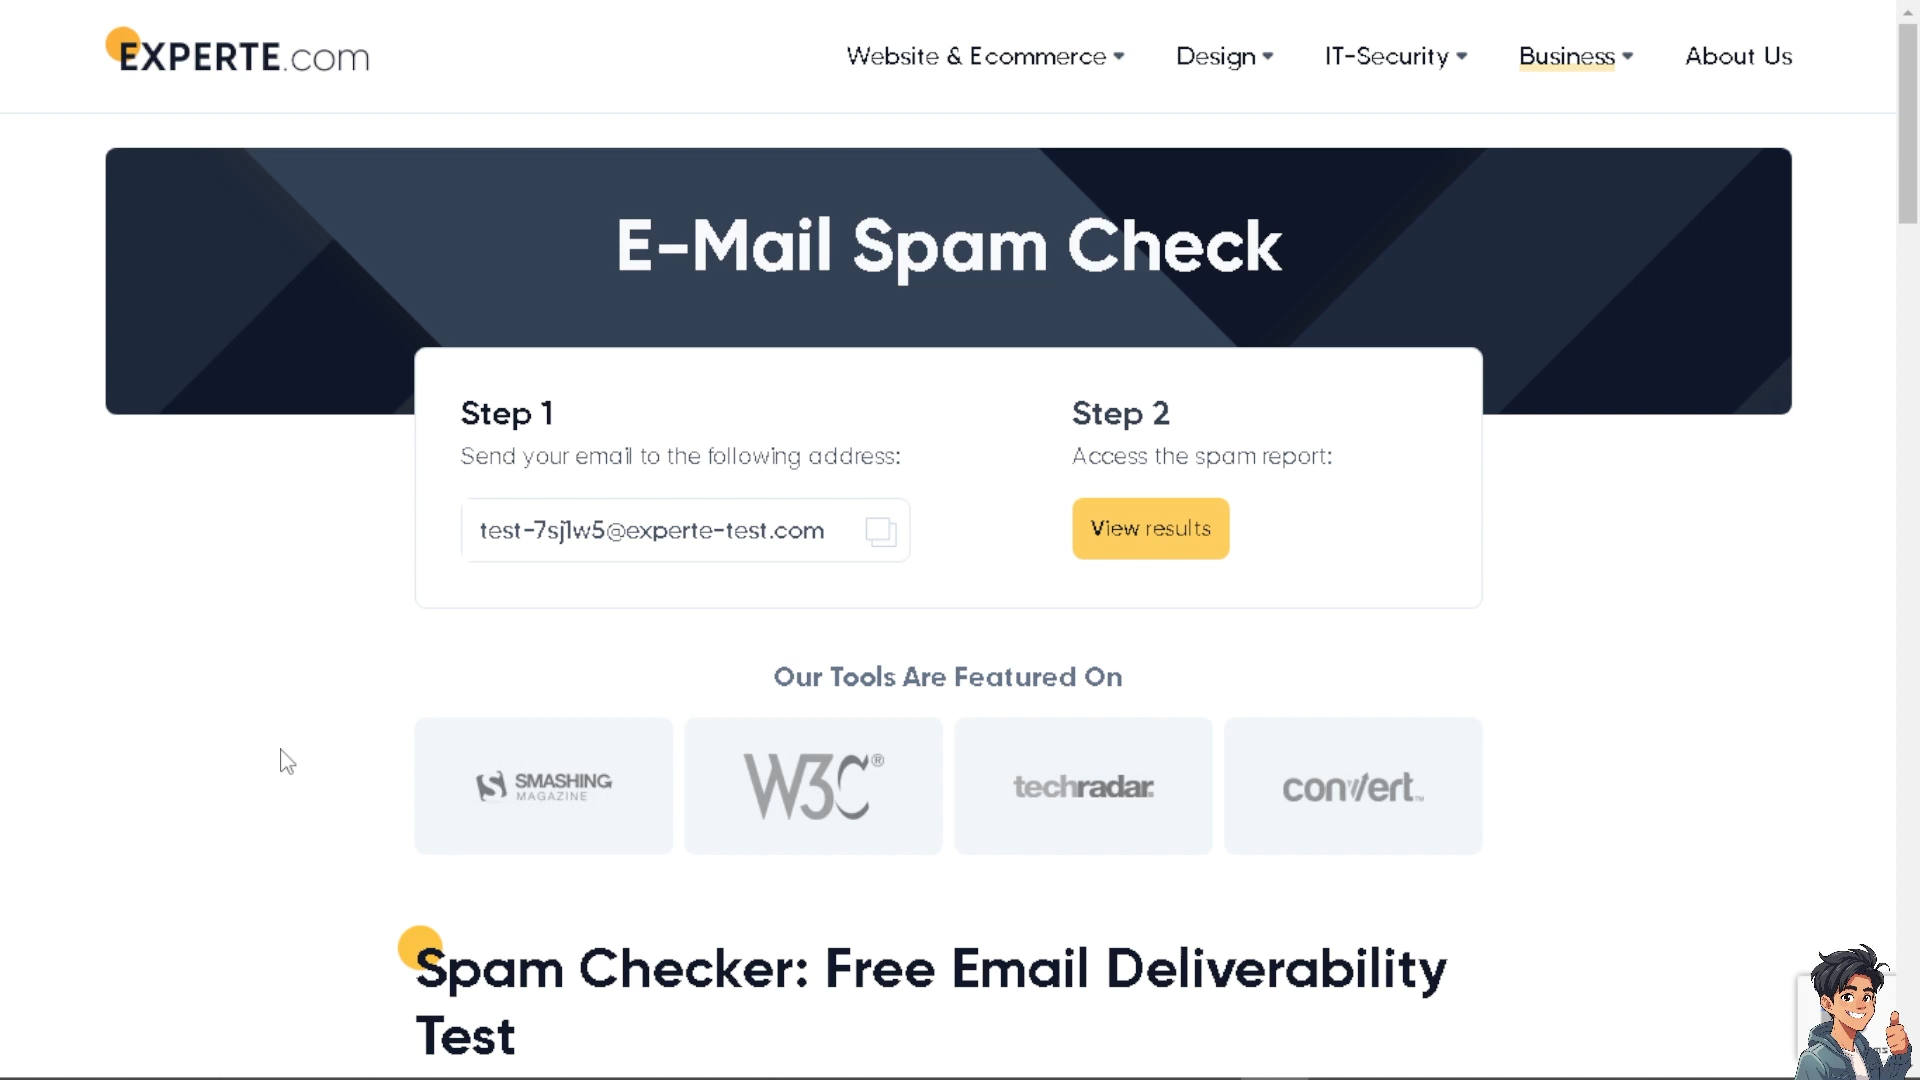 EXPERTE.com
Website & Ecommerce
Design
IT-Security
Business
About Us
E-Mail Spam Check
Step 1
Send your email to the following address:
test-7sj1w5@experte-test.com
Step 2
Access the spam report:
View results
Our Tools Are Featured On
SMASHING
MAGAZINE
W3C®
techradar.
convert™
Spam Checker: Free Email Deliverability
Test